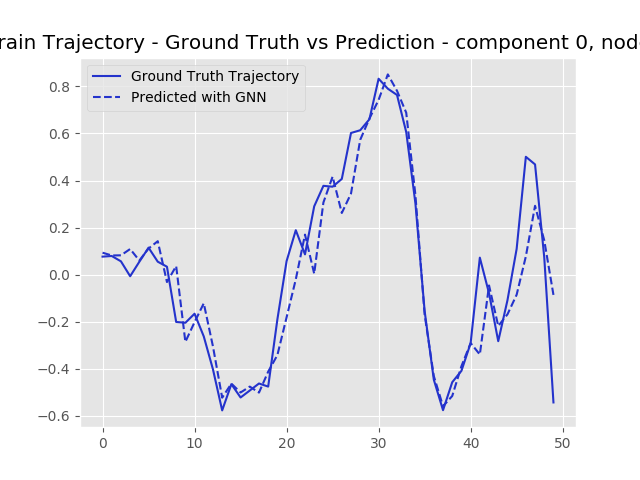 rain Trajectory - Ground Truth vs Prediction - component 0, nod
Ground Truth Trajectory
Predicted with GNN
0.8
0.6
0.4
0.2
0.0
−0.2
−0.4
−0.6
0 10 20 30 40 50